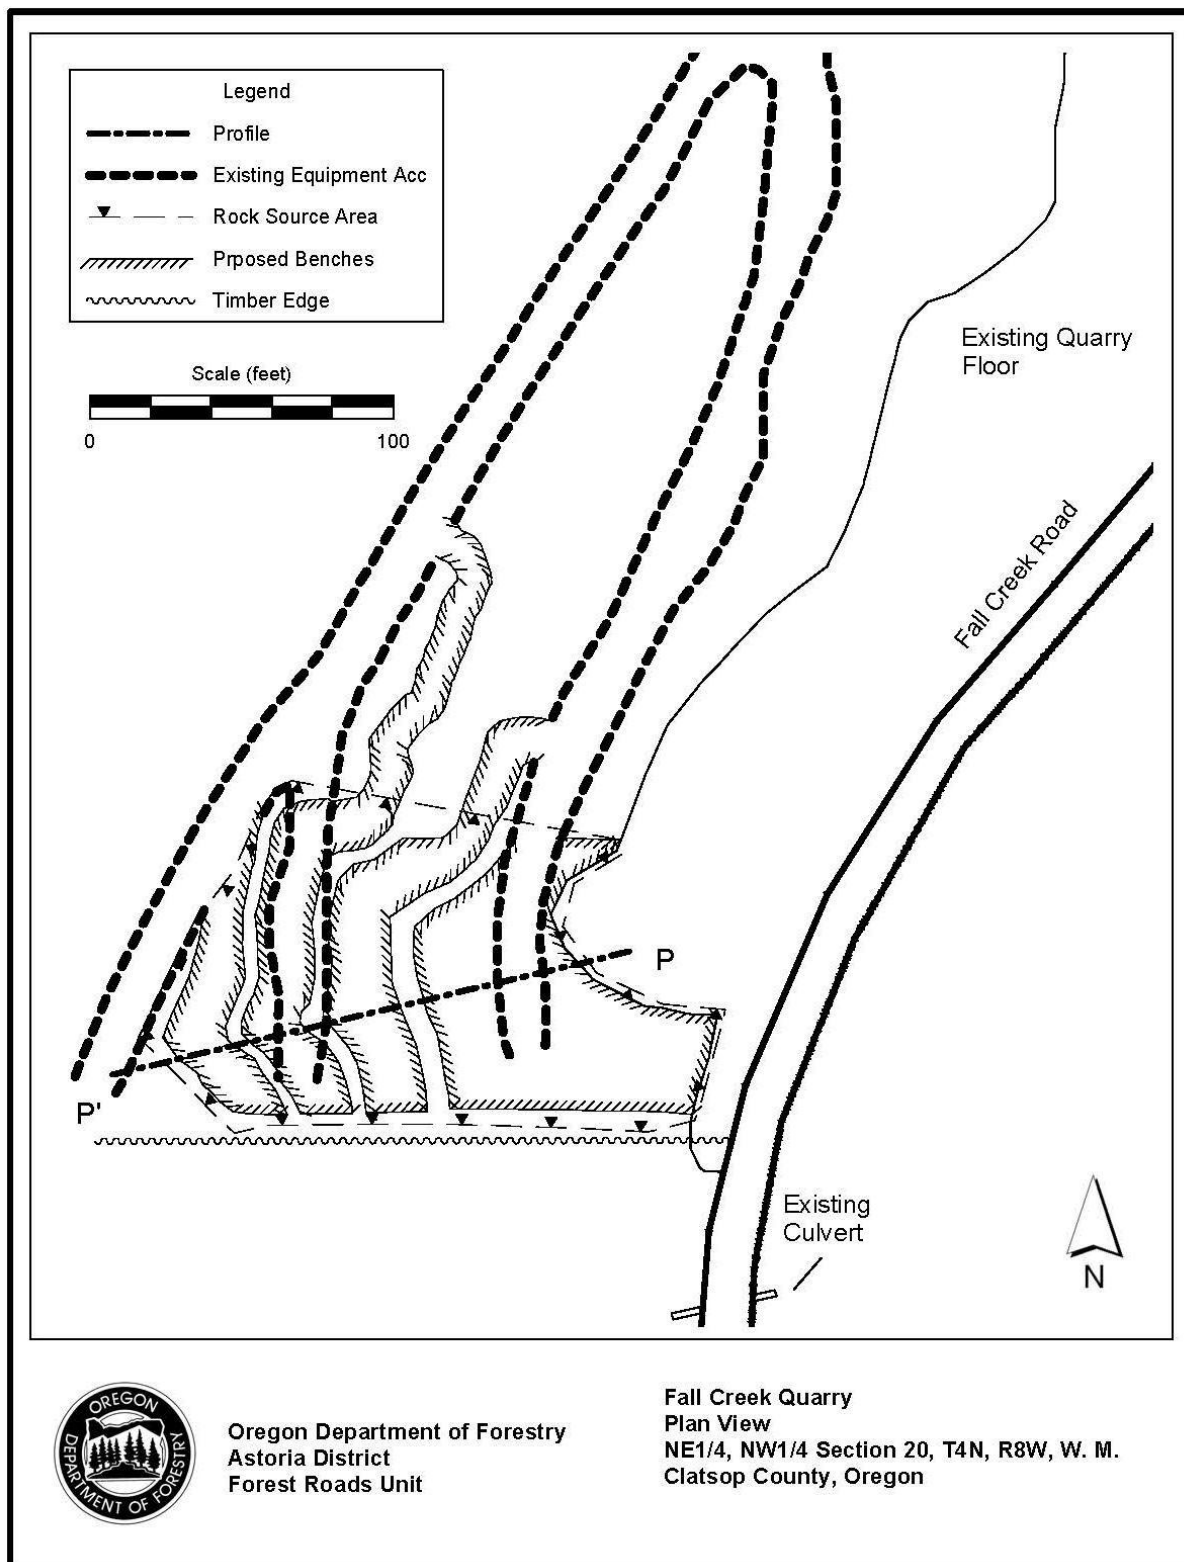 Legend
Profile
Existing Equipment Acc
Rock Source Area
Prposed Benches
Timber Edge
Scale (feet)
0 100
Existing Quarry
Floor
Fall Creek Road
P
P'
Existing
Culvert
N
OREGON
DEPARTMENT OF FORESTRY
Oregon Department of Forestry
Astoria District
Forest Roads Unit
Fall Creek Quarry
Plan View
NE1/4, NW1/4 Section 20, T4N, R8W, W. M.
Clatsop County, Oregon